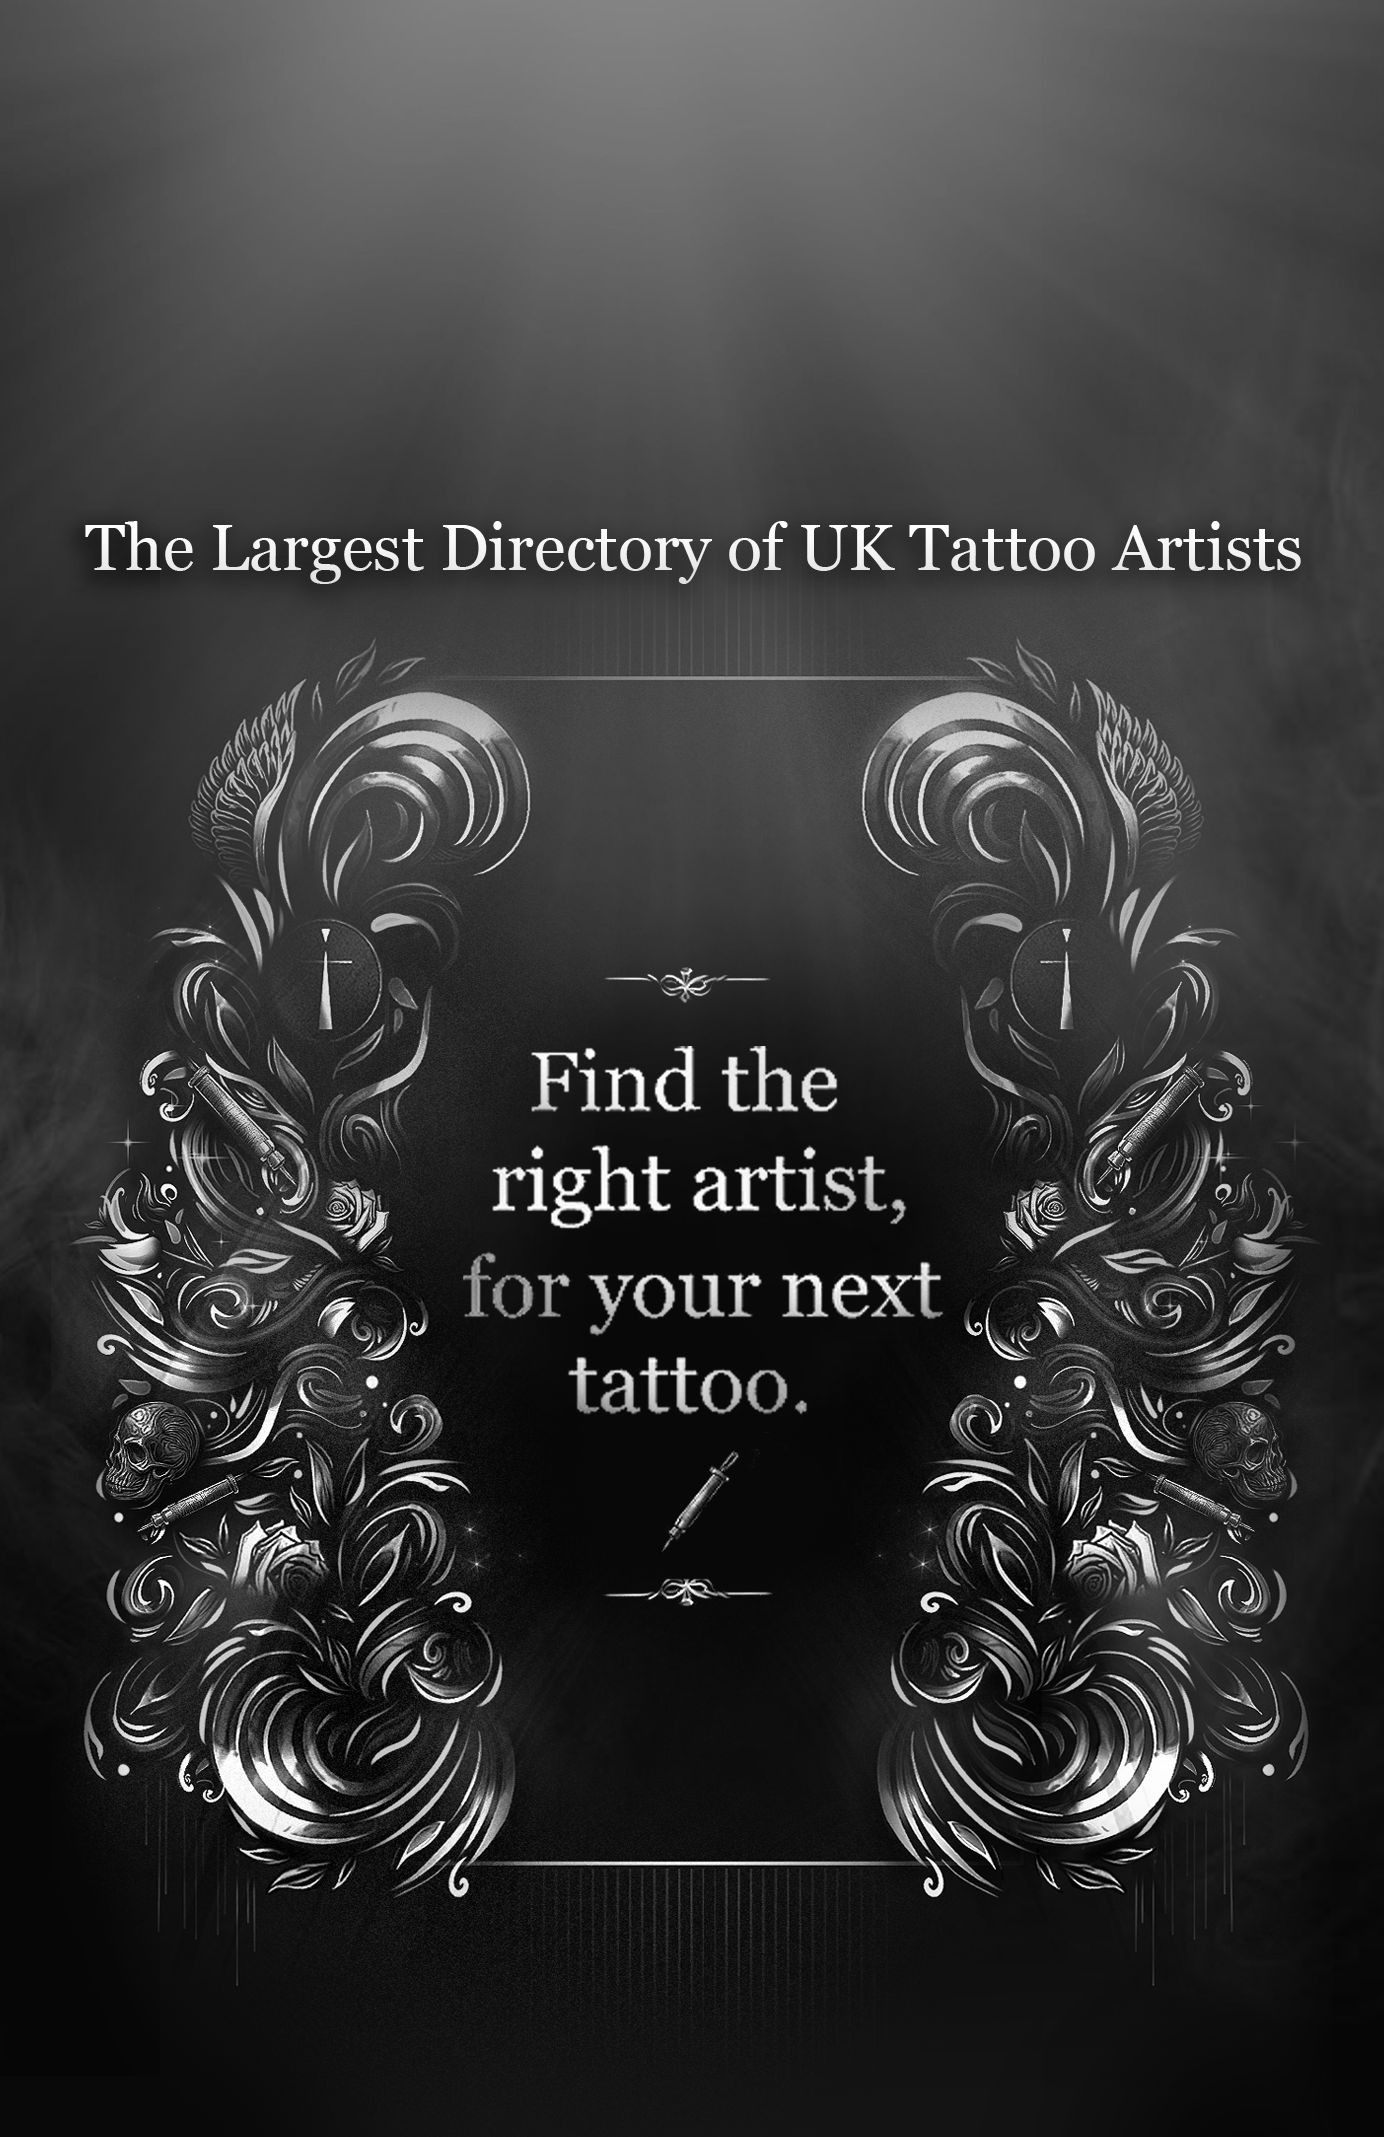 The Largest Directory of UK Tattoo Artists
Find the
right artist,
for your next
tattoo.